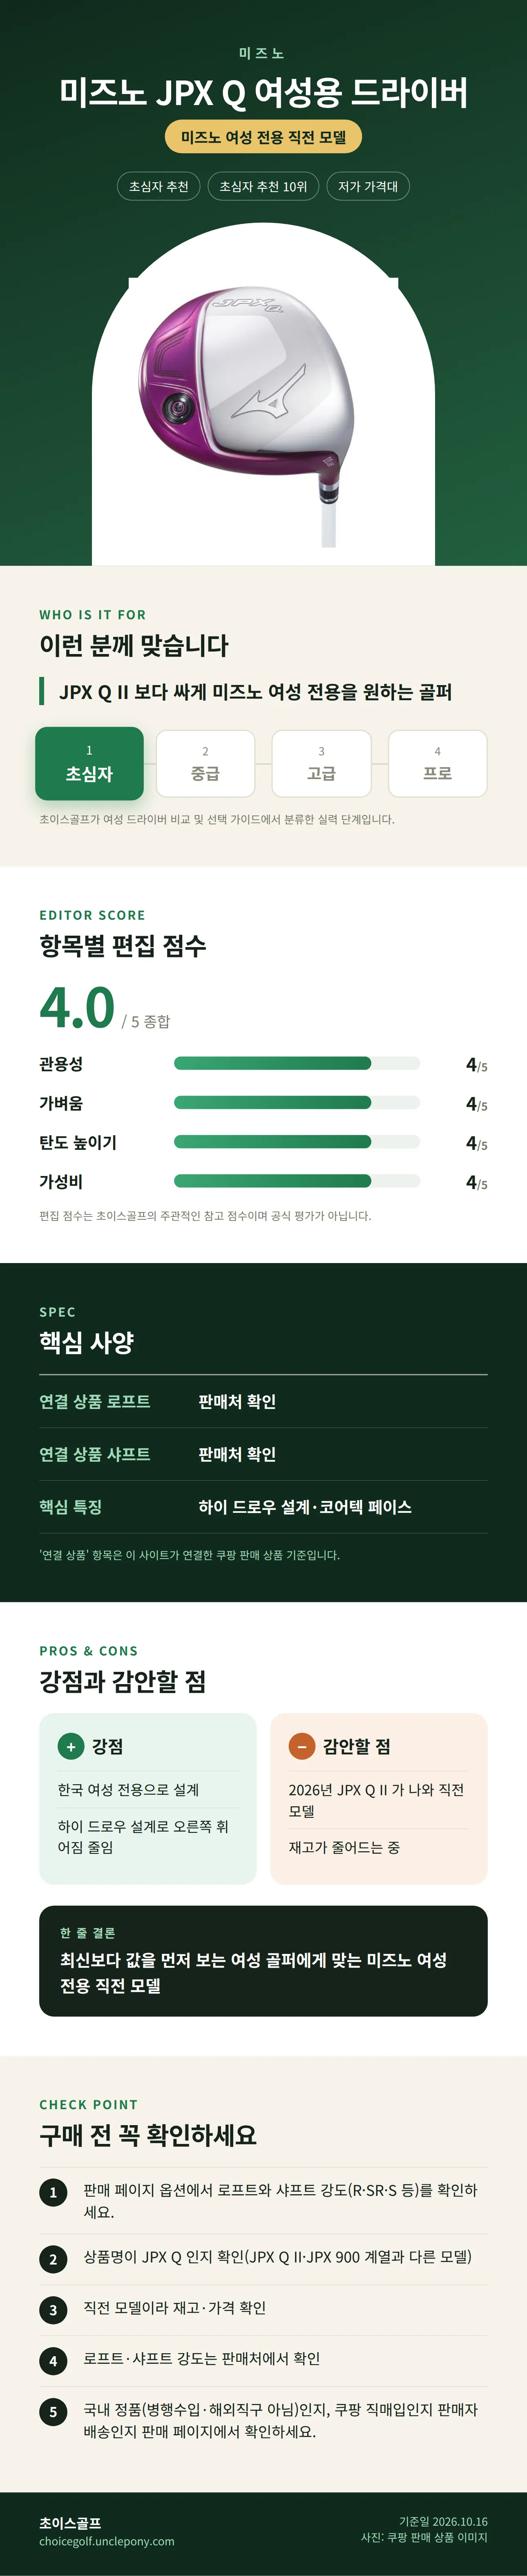 미즈노
미즈노 JPX Q 여성용 드라이버
미즈노 여성 전용 직전 모델
초심자 추천
초심자 추천 10위
저가 가격대
JPX Q
WHO IS IT FOR
이런 분께 맞습니다
JPX Q II 보다 싸게 미즈노 여성 전용을 원하는 골퍼
1
초심자
2
중급
3
고급
4
프로
초이스골프가 여성 드라이버 비교 및 선택 가이드에서 분류한 실력 단계입니다.
EDITOR SCORE
항목별 편집 점수
4.0 / 5 종합
관용성 4/5
가벼움 4/5
탄도 높이기 4/5
가성비 4/5
편집 점수는 초이스골프의 주관적인 참고 점수이며 공식 평가가 아닙니다.
SPEC
핵심 사양
연결 상품 로프트 판매처 확인
연결 상품 샤프트 판매처 확인
핵심 특징 하이 드로우 설계·코어텍 페이스
'연결 상품' 항목은 이 사이트가 연결한 쿠팡 판매 상품 기준입니다.
PROS & CONS
강점과 감안할 점
+ 강점
한국 여성 전용으로 설계
하이 드로우 설계로 오른쪽 휘
어짐 줄임
− 감안할 점
2026년 JPX Q II 가 나와 직전
모델
재고가 줄어드는 중
한 줄 결론
최신보다 값을 먼저 보는 여성 골퍼에게 맞는 미즈노 여성
전용 직전 모델
CHECK POINT
구매 전 꼭 확인하세요
1 판매 페이지 옵션에서 로프트와 샤프트 강도(R·SR·S 등)를 확인하
세요.
2 상품명이 JPX Q 인지 확인(JPX Q II·JPX 900 계열과 다른 모델)
3 직전 모델이라 재고·가격 확인
4 로프트·샤프트 강도는 판매처에서 확인
5 국내 정품(병행수입·해외직구 아님)인지, 쿠팡 직매입인지 판매자
배송인지 판매 페이지에서 확인하세요.
초이스골프
choicegolf.unclepony.com
기준일 2026.10.16
사진: 쿠팡 판매 상품 이미지